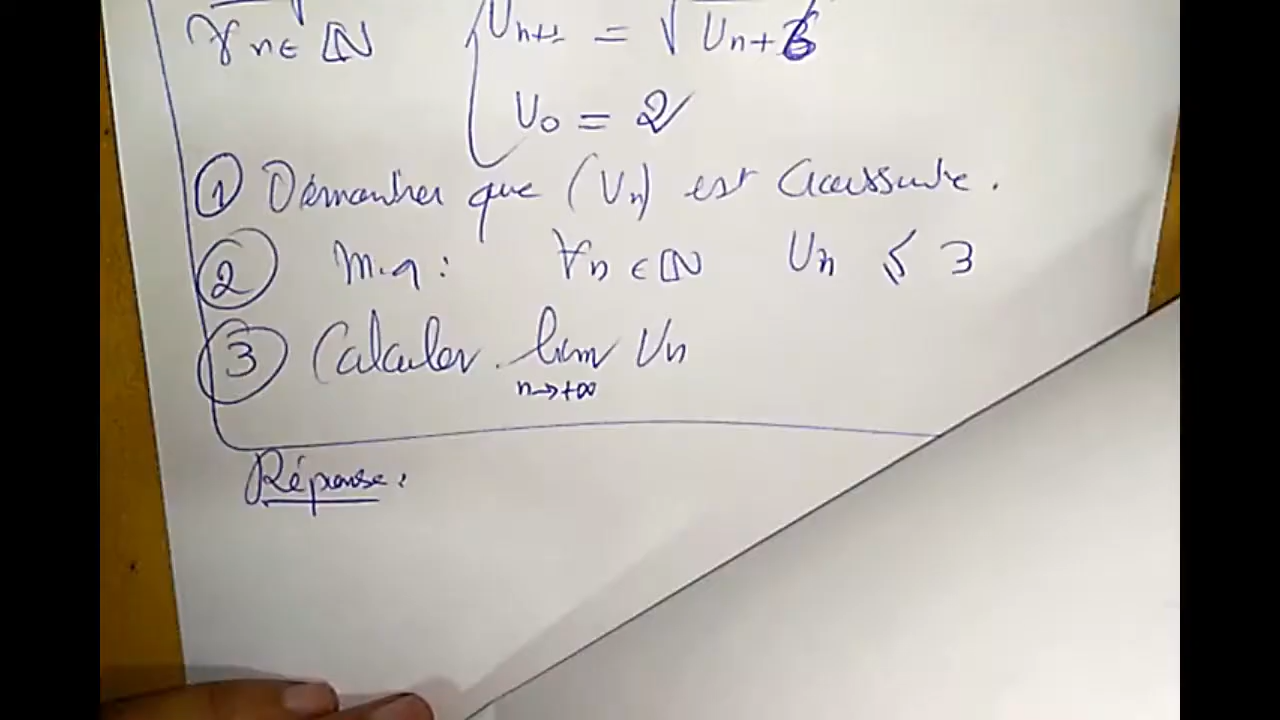 ∀n∈ℕ { Un+1 = √Un+6
U0 = 2
① Démontrer que (Un) est Croissante.
② M.q : ∀n∈ℕ Un ≤ 3
③ Calculer lim Un
n→+∞
Réponse :